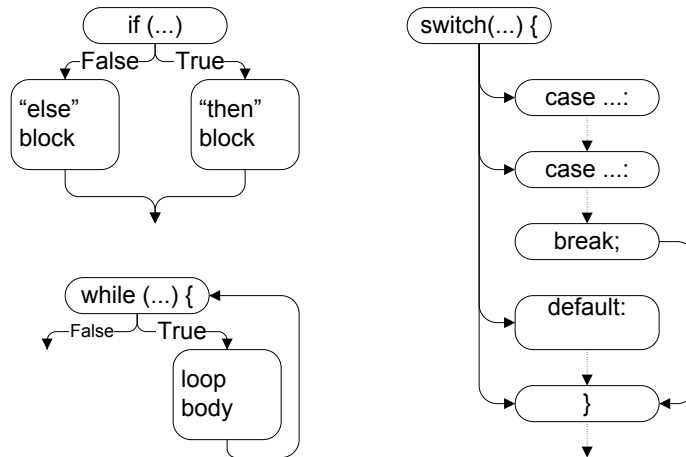 if (...)
False
True
“else”
block
“then”
block
while (...) {
False
True
loop
body
switch(...) {
case ...:
case ...:
break;
default:
}